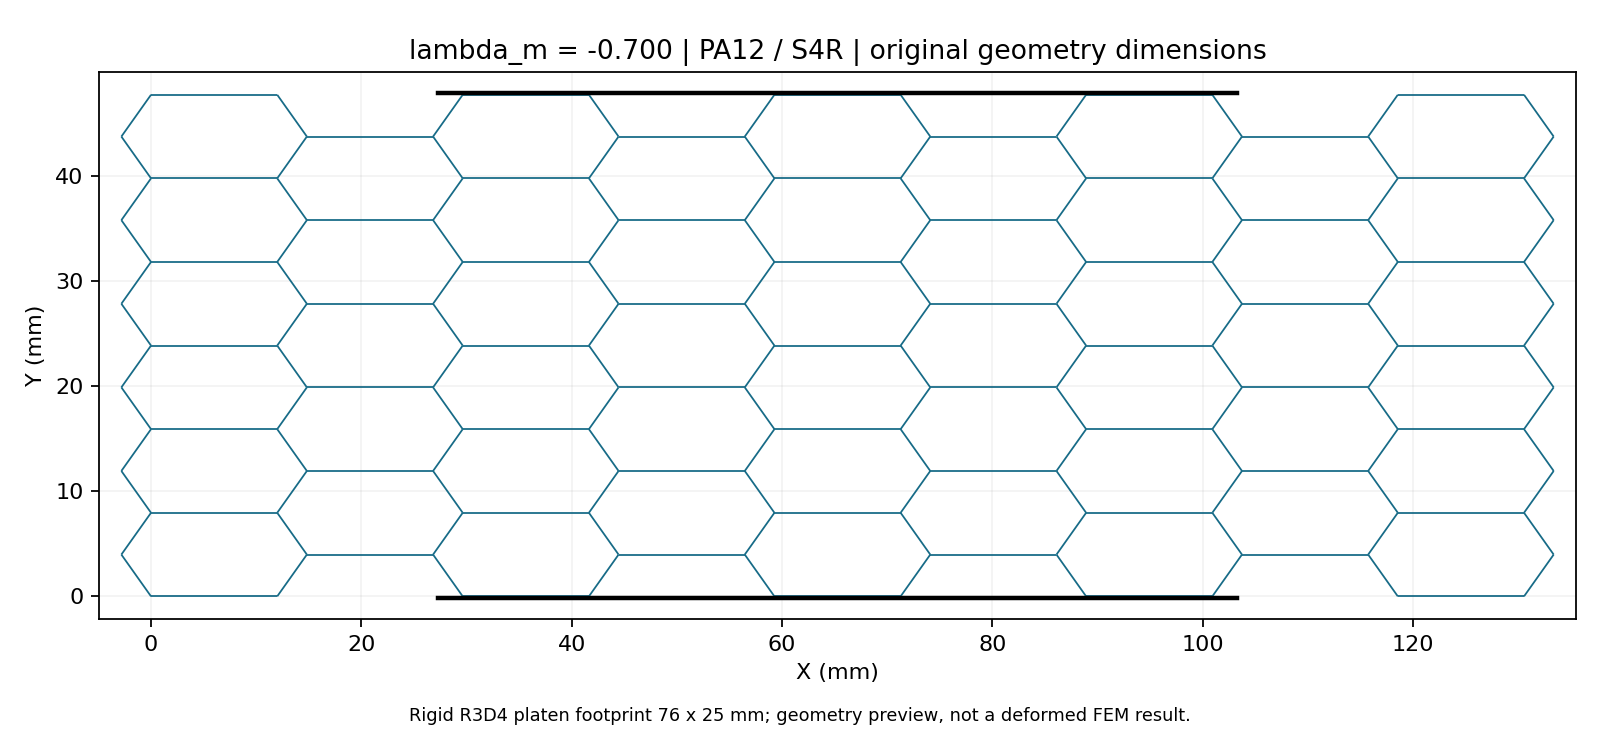 lambda_m = -0.700 | PA12 / S4R | original geometry dimensions
40
30
20
10
0
Y (mm)
0 20 40 60 80 100 120
X (mm)
Rigid R3D4 platen footprint 76 x 25 mm; geometry preview, not a deformed FEM result.